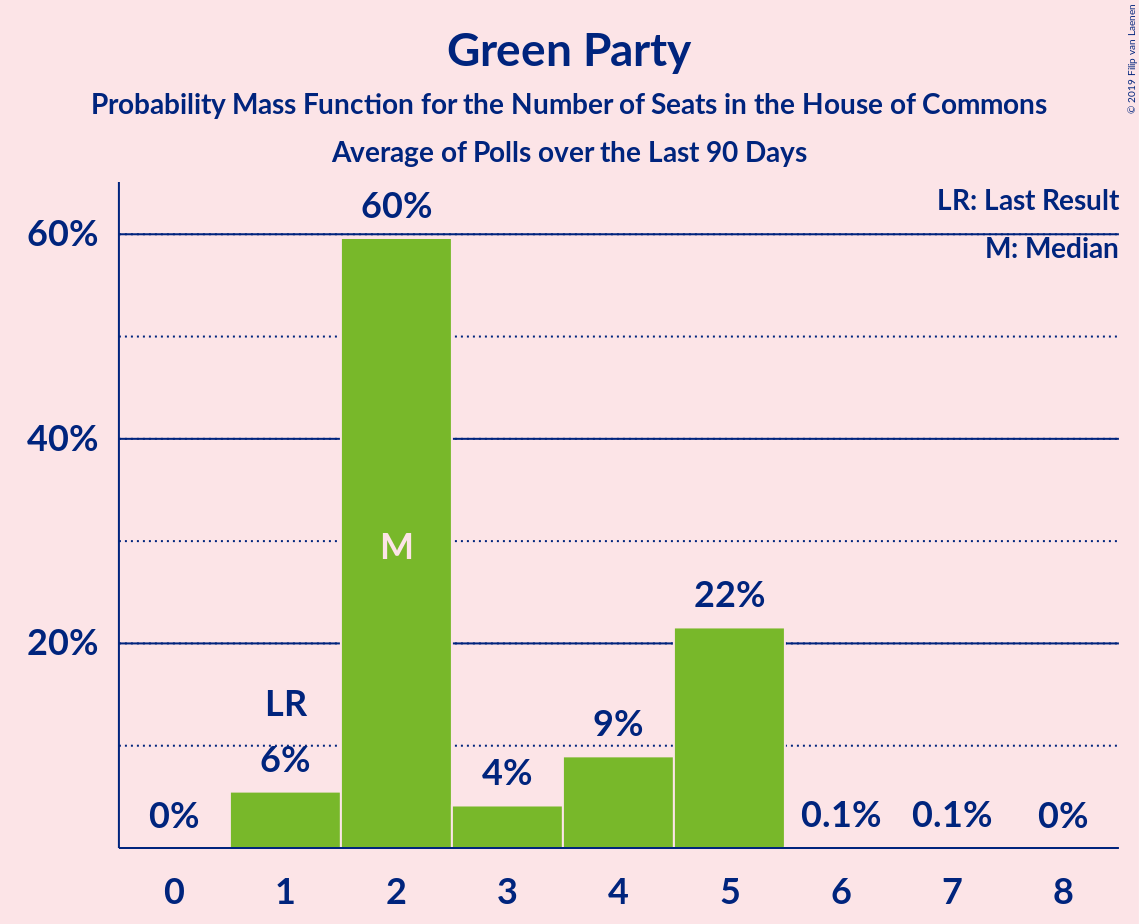 Green Party
Probability Mass Function for the Number of Seats in the House of Commons
Average of Polls over the Last 90 Days
© 2019 Filip van Laenen
LR: Last Result
M: Median
60%
40%
20%
0%
LR
6%
60%
M
4%
9%
22%
0.1%
0.1%
0%
0 1 2 3 4 5 6 7 8